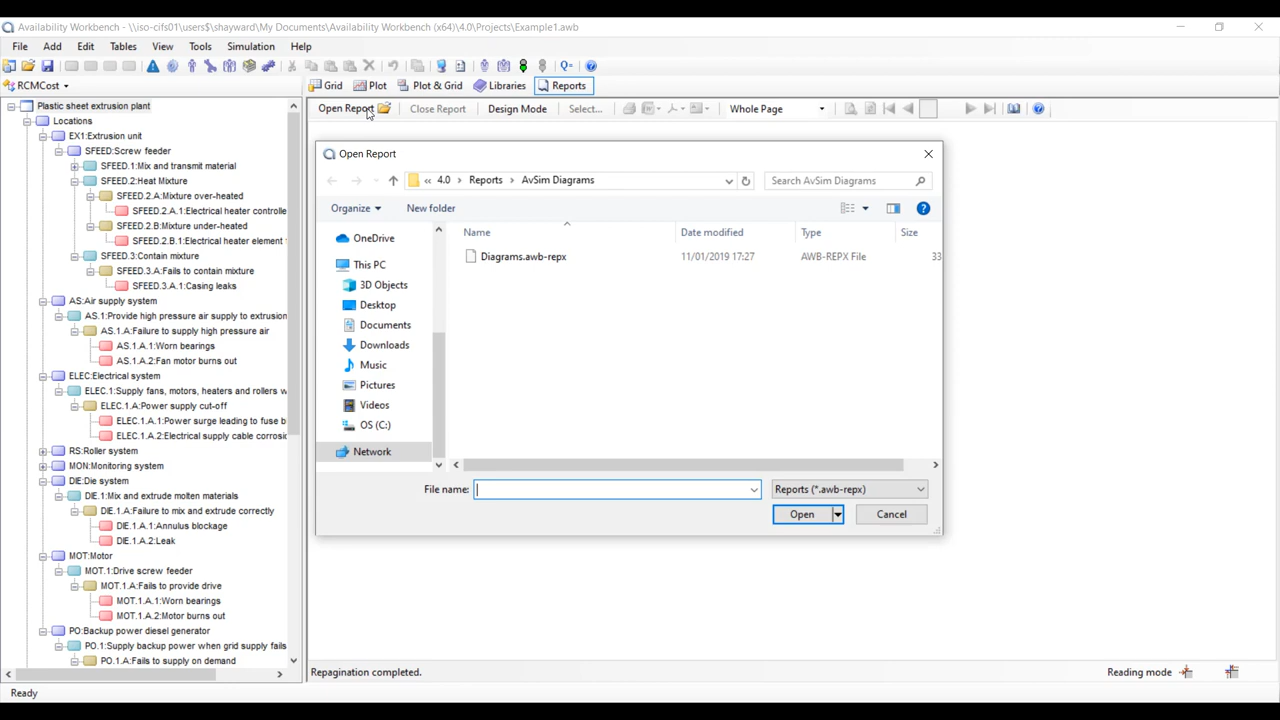 Availability Workbench - \\iso-cifs01\users$\shayward\My Documents\Availability Workbench (x64)\4.0\Projects\Example1.awb
File Add Edit Tables View Tools Simulation Help
Q=
RCMCost
Grid Plot Plot & Grid Libraries Reports
Open Report Close Report Design Mode Select... Whole Page
Plastic sheet extrusion plant
Locations
EX1:Extrusion unit
SFEED:Screw feeder
SFEED.1:Mix and transmit material
SFEED.2:Heat Mixture
SFEED.2.A:Mixture over-heated
SFEED.2.A.1:Electrical heater controlle
SFEED.2.B:Mixture under-heated
SFEED.2.B.1:Electrical heater element
SFEED.3:Contain mixture
SFEED.3.A:Fails to contain mixture
SFEED.3.A.1:Casing leaks
AS:Air supply system
AS.1:Provide high pressure air supply to extrusion
AS.1.A:Failure to supply high pressure air
AS.1.A.1:Worn bearings
AS.1.A.2:Fan motor burns out
ELEC:Electrical system
ELEC.1:Supply fans, motors, heaters and rollers w
ELEC.1.A:Power supply cut-off
ELEC.1.A.1:Power surge leading to fuse b
ELEC.1.A.2:Electrical supply cable corrosi
RS:Roller system
MON:Monitoring system
DIE:Die system
DIE.1:Mix and extrude molten materials
DIE.1.A:Failure to mix and extrude correctly
DIE.1.A.1:Annulus blockage
DIE.1.A.2:Leak
MOT:Motor
MOT.1:Drive screw feeder
MOT.1.A:Fails to provide drive
MOT.1.A.1:Worn bearings
MOT.1.A.2:Motor burns out
PO:Backup power diesel generator
PO.1:Supply backup power when grid supply fails
PO.1.A:Fails to supply on demand
Open Report
« 4.0 > Reports > AvSim Diagrams
Search AvSim Diagrams
Organize New folder
OneDrive
This PC
3D Objects
Desktop
Documents
Downloads
Music
Pictures
Videos
OS (C:)
Network
Name Date modified Type Size
Diagrams.awb-repx 11/01/2019 17:27 AWB-REPX File 33
File name:
Reports (*.awb-repx)
Open Cancel
Repagination completed. Reading mode
Ready